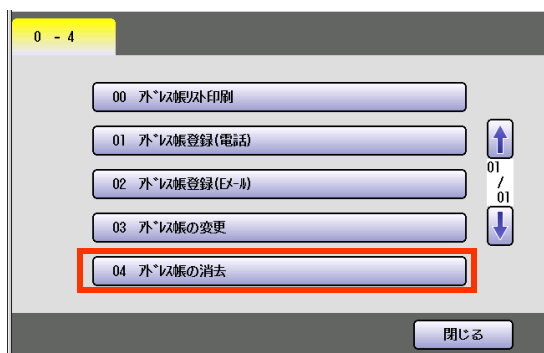 0 - 4
00 ｱﾄﾞﾚｽ帳ﾘｽﾄ印刷
01 ｱﾄﾞﾚｽ帳登録(電話)
02 ｱﾄﾞﾚｽ帳登録(Eﾒｰﾙ)
03 ｱﾄﾞﾚｽ帳の変更
04 ｱﾄﾞﾚｽ帳の消去
01
/
01
閉じる